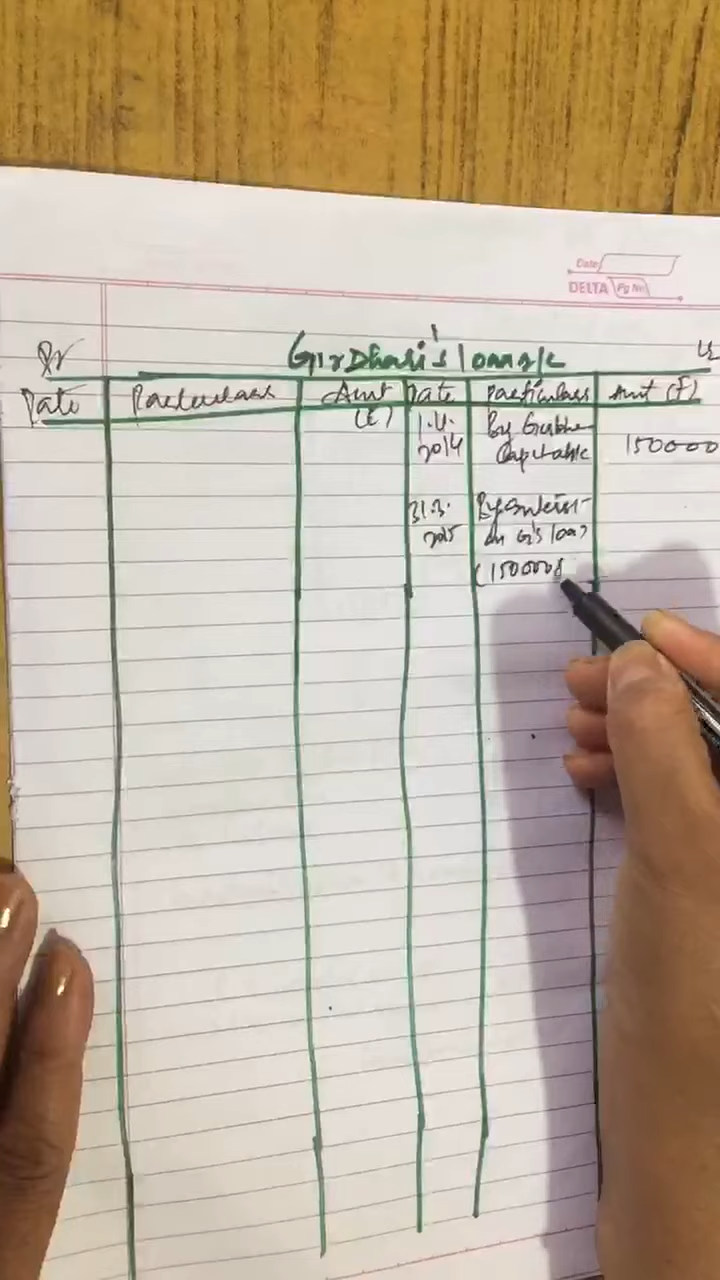 Date
DELTA Pg No
Dr GirDhari's loan a/c Cr
Date Particulars Amt (₹) Date Particulars Amt (₹)
1.4. 2014 By Girdhari Capital a/c 150000
31.3. 2015 By Interest
on G's loan
(150000